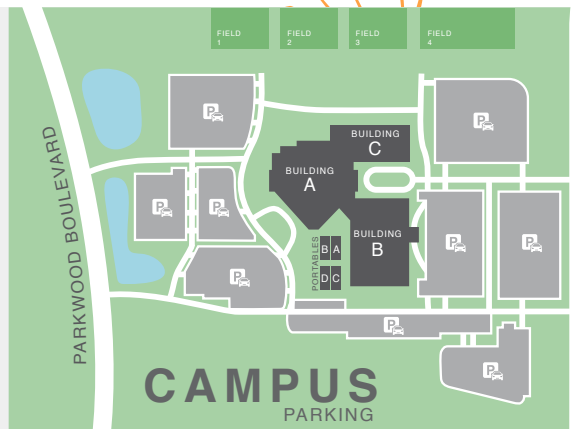 FIELD
1
FIELD
2
FIELD
3
FIELD
4
P
BUILDING
C
P
BUILDING
A
PARKWOOD BOULEVARD
P
P
BUILDING
B
P
P
PORTABLES
B A
D C
P
P
P
CAMPUS
PARKING